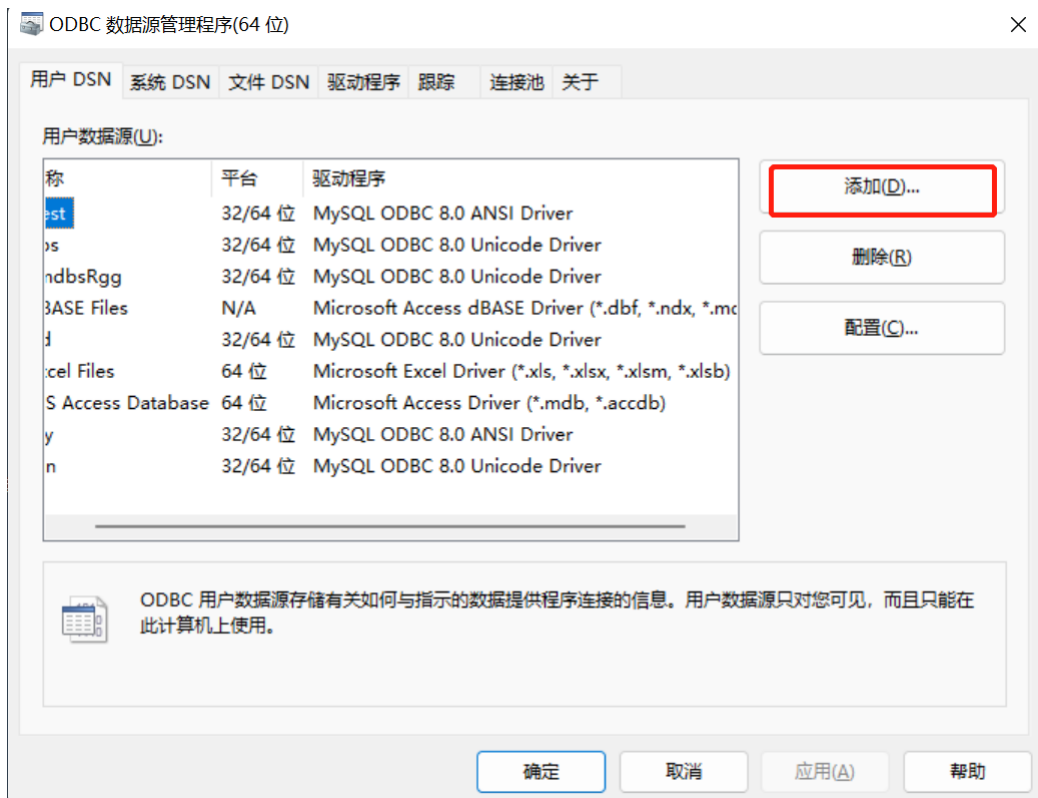 ODBC 数据源管理程序(64 位)
用户 DSN 系统 DSN 文件 DSN 驱动程序 跟踪 连接池 关于
用户数据源(U):
称 平台 驱动程序
est 32/64 位 MySQL ODBC 8.0 ANSI Driver
os 32/64 位 MySQL ODBC 8.0 Unicode Driver
mdbsRgg 32/64 位 MySQL ODBC 8.0 Unicode Driver
BASE Files N/A Microsoft Access dBASE Driver (*.dbf, *.ndx, *.mc
d 32/64 位 MySQL ODBC 8.0 Unicode Driver
cel Files 64 位 Microsoft Excel Driver (*.xls, *.xlsx, *.xlsm, *.xlsb)
S Access Database 64 位 Microsoft Access Driver (*.mdb, *.accdb)
y 32/64 位 MySQL ODBC 8.0 ANSI Driver
n 32/64 位 MySQL ODBC 8.0 Unicode Driver
添加(D)...
删除(R)
配置(C)...
ODBC 用户数据源存储有关如何与指示的数据提供程序连接的信息。用户数据源只对您可见，而且只能在
此计算机上使用。
确定 取消 应用(A) 帮助